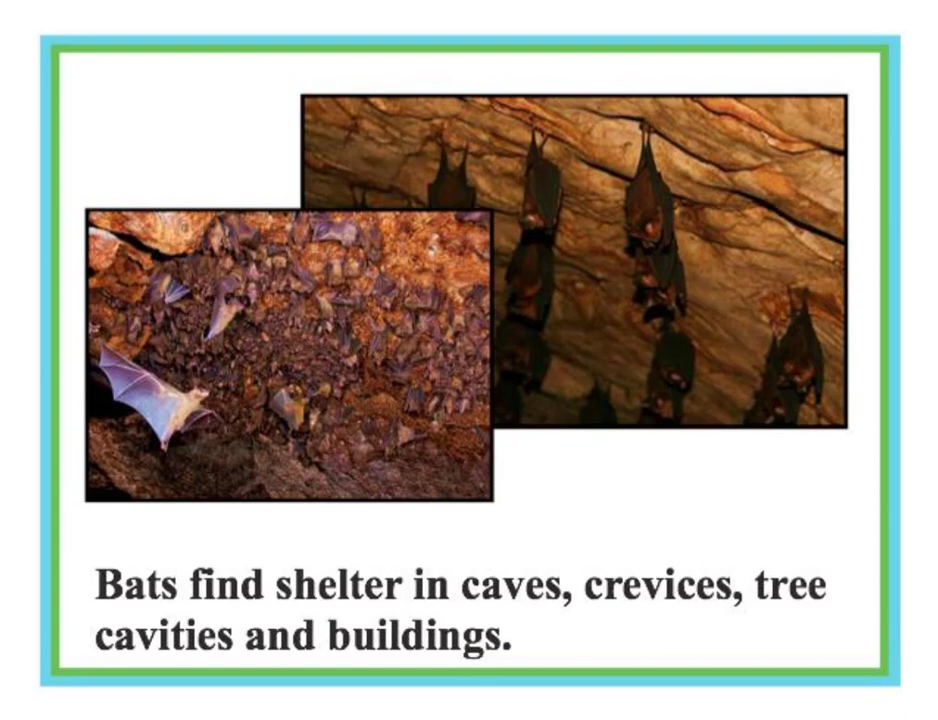 Bats find shelter in caves, crevices, tree
cavities and buildings.